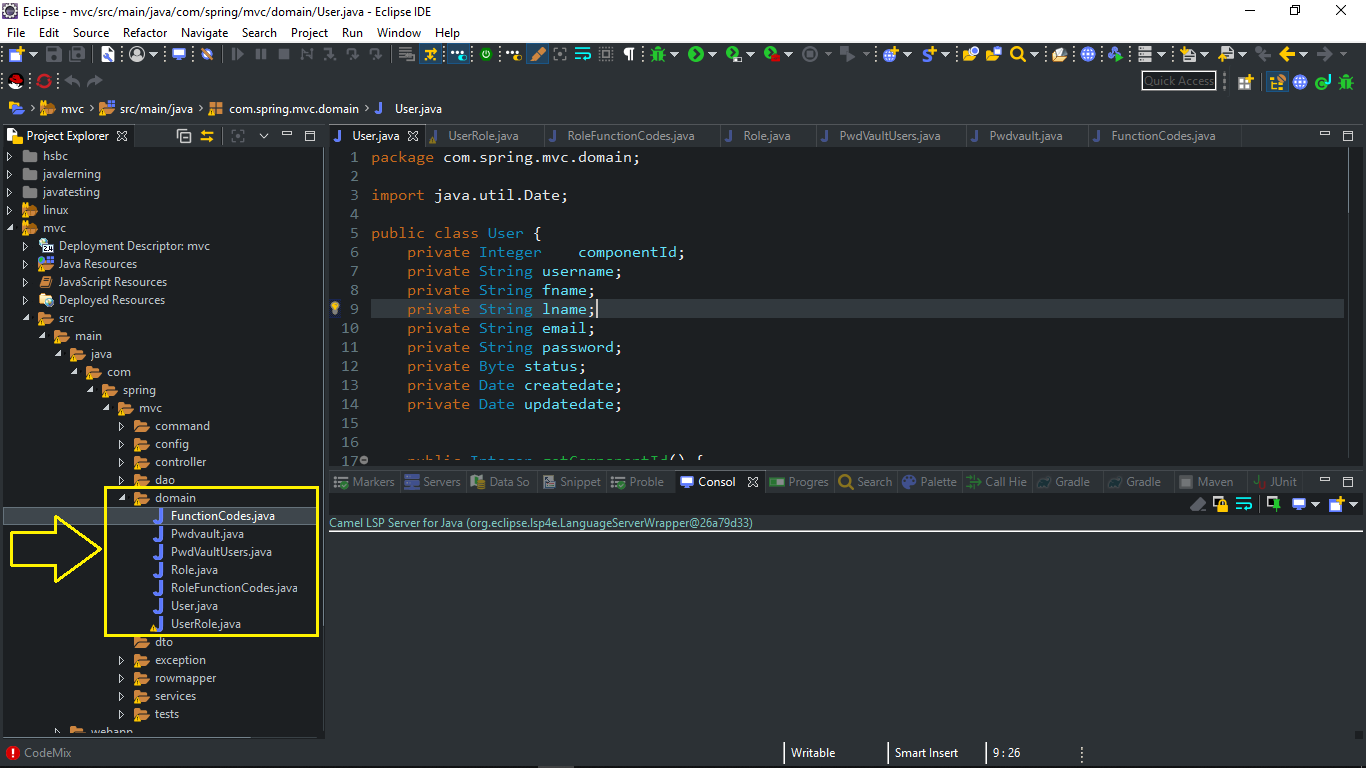 Eclipse - mvc/src/main/java/com/spring/mvc/domain/User.java - Eclipse IDE
File Edit Source Refactor Navigate Search Project Run Window Help
Quick Access
mvc src/main/java com.spring.mvc.domain User.java
Project Explorer
hsbc
javalerning
javatesting
linux
mvc
Deployment Descriptor: mvc
Java Resources
JavaScript Resources
Deployed Resources
src
main
java
com
spring
mvc
command
config
controller
dao
domain
FunctionCodes.java
Pwdvault.java
PwdVaultUsers.java
Role.java
RoleFunctionCodes.java
User.java
UserRole.java
dto
exception
rowmapper
services
tests
webapp
User.java UserRole.java RoleFunctionCodes.java Role.java PwdVaultUsers.java Pwdvault.java FunctionCodes.java
1 package com.spring.mvc.domain;
2
3 import java.util.Date;
4
5 public class User {
6 private Integer componentId;
7 private String username;
8 private String fname;
9 private String lname;
10 private String email;
11 private String password;
12 private Byte status;
13 private Date createdate;
14 private Date updatedate;
15
16
17 public Integer getComponentId() {
Markers Servers Data So Snippet Proble Consol Progres Search Palette Call Hie Gradle Gradle Maven JUnit
Camel LSP Server for Java (org.eclipse.lsp4e.LanguageServerWrapper@26a79d33)
CodeMix Writable Smart Insert 9 : 26